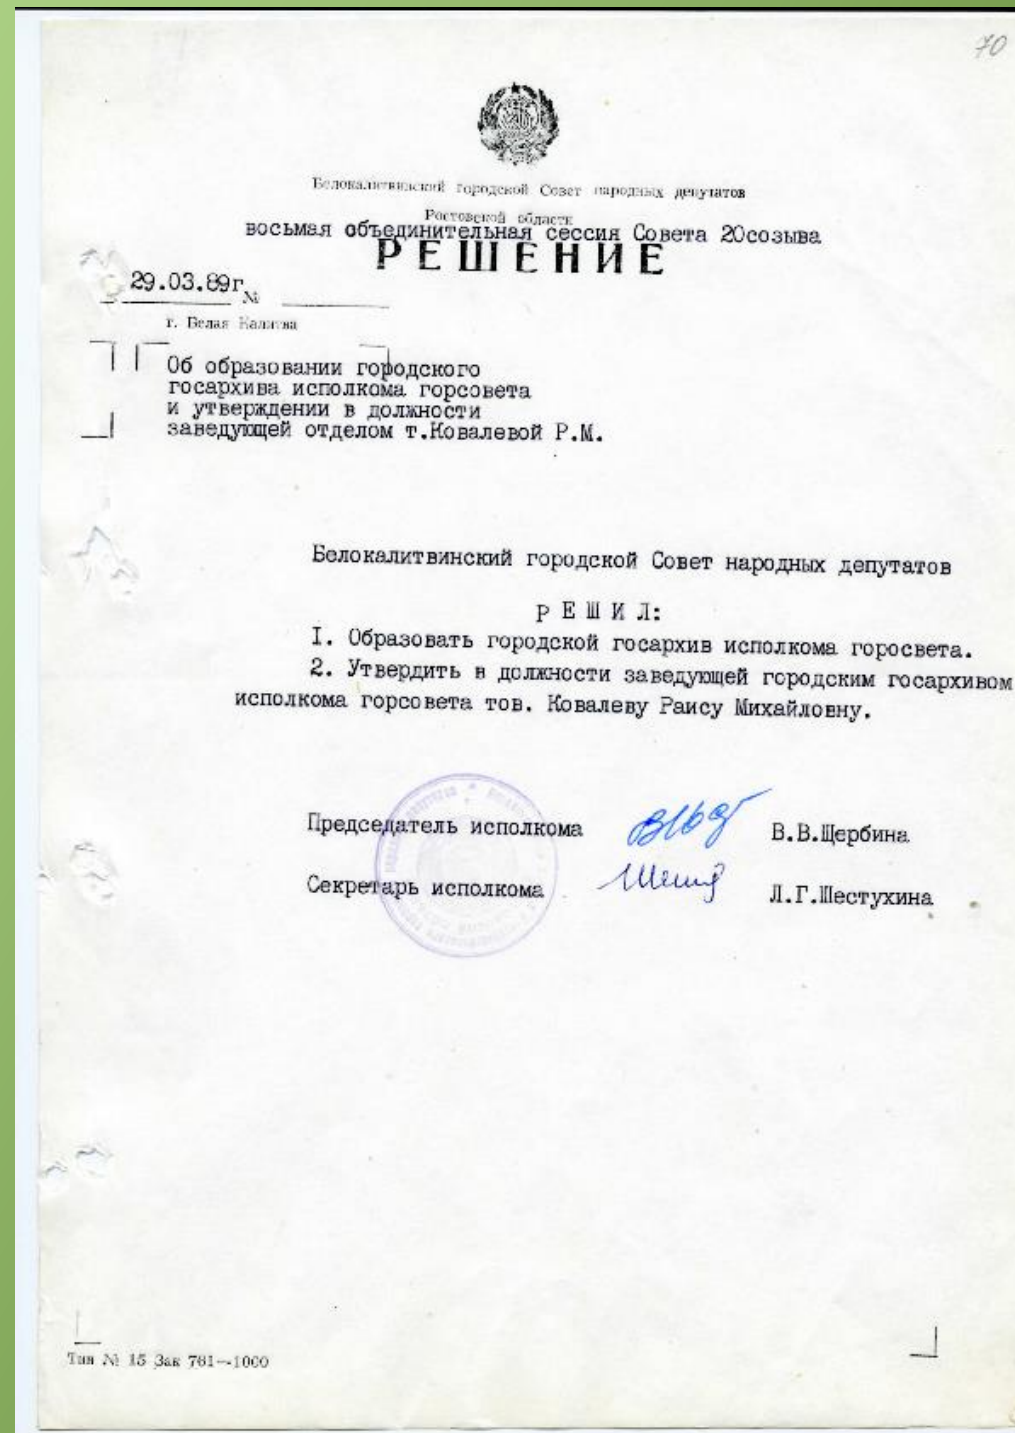 70
Белокалитвинский городской Совет народных депутатов
Ростовской области
восьмая объединительная сессия Совета 20созыва
РЕШЕНИЕ
29.03.89г №
г. Белая Калитва
Об образовании городского
госархива исполкома горсовета
и утверждении в должности
заведующей отделом т.Ковалевой Р.М.
Белокалитвинский городской Совет народных депутатов
Р Е Ш И Л:
I. Образовать городской госархив исполкома горосвета.
2. Утвердить в должности заведующей городским госархивом
исполкома горсовета тов. Ковалеву Раису Михайловну.
Председатель исполкома В.В.Щербина
Секретарь исполкома Л.Г.Шестухина
Тип № 15 Зак 761—1000